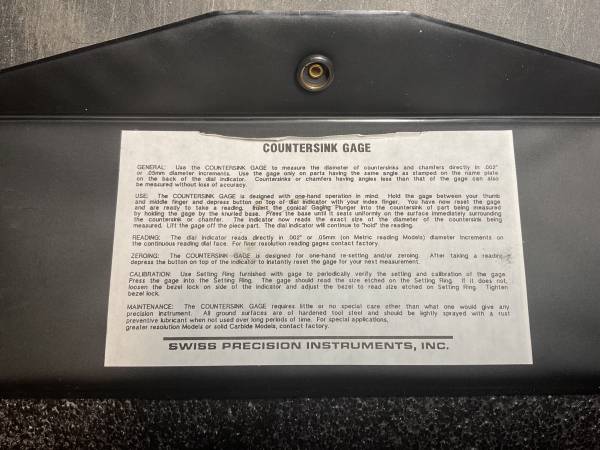 COUNTERSINK GAGE
GENERAL: Use the COUNTERSINK GAGE to measure the diameter of countersinks and chamfers directly in .002"
or .05mm diameter increments. Use the gage only on parts having the same angle as stamped on the name plate
on the back of the dial indicator. Countersinks or chamfers having angles less than that of the gage can also
be measured without loss of accuracy.
USE: The COUNTERSINK GAGE is designed with one-hand operation in mind. Hold the gage between your thumb
and middle finger and depress button on top of dial indicator with your index finger. You have now reset the gage
and are ready to take a reading. Insert the conical Gaging Plunger into the countersink of part being measured
by holding the gage by the knurled base. Press the base until it seats uniformly on the surface immediately surrounding
the countersink or chamfer. The indicator now reads the exact size of the diameter of the countersink being
measured. Lift the gage off the piece part. The dial indicator will continue to "hold" the reading.
READING: The dial indicator reads directly in .002" or .05mm (on Metric reading Models) diameter increments on
the continuous reading dial face. For finer resolution reading gages contact factory.
ZEROING: The COUNTERSINK GAGE is designed for one-hand re-setting and/or zeroing. After taking a reading,
depress the button on the top of the indicator to instantly reset the gage for your next measurement.
CALIBRATION: Use Setting Ring furnished with gage to periodically verify the setting and calibration of the gage.
Press the gage into the Setting Ring. The gage should read the size etched on the Setting Ring. If it does not,
loosen the bezel lock on side of the indicator and adjust the bezel to read size etched on Setting Ring. Tighten
bezel lock.
MAINTENANCE: The COUNTERSINK GAGE requires little or no special care other than what one would give any
precision instrument. All ground surfaces are of hardened tool steel and should be lightly sprayed with a rust
preventive lubricant when not used over long periods of time. For special applications,
greater resolution Models or solid Carbide Models, contact factory.
SWISS PRECISION INSTRUMENTS, INC.